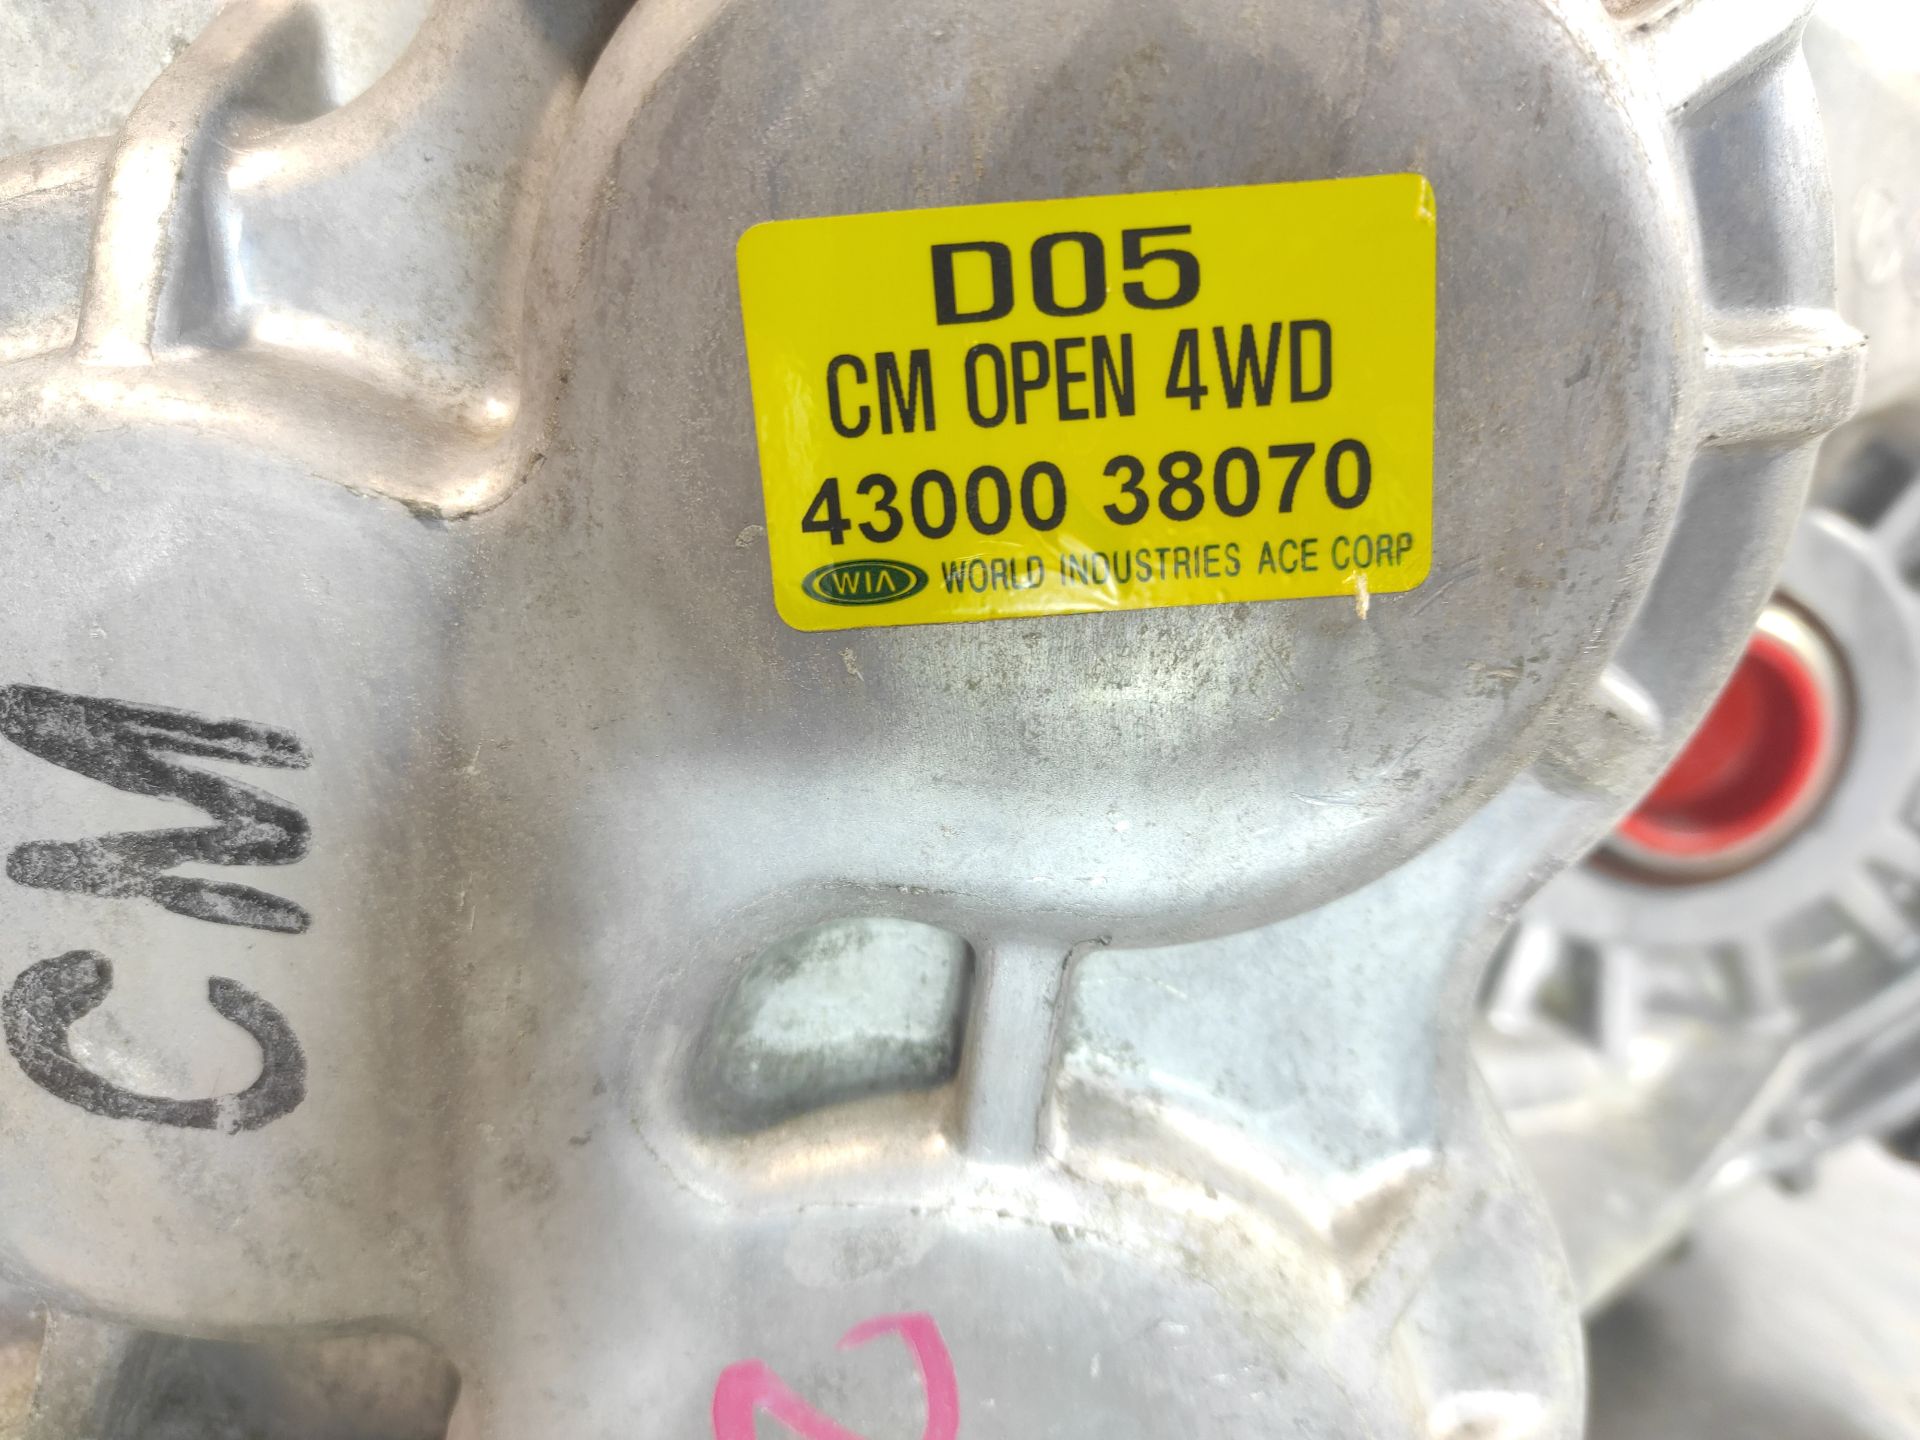 D05
CM OPEN 4WD
43000 38070
WIA WORLD INDUSTRIES ACE CORP
CM